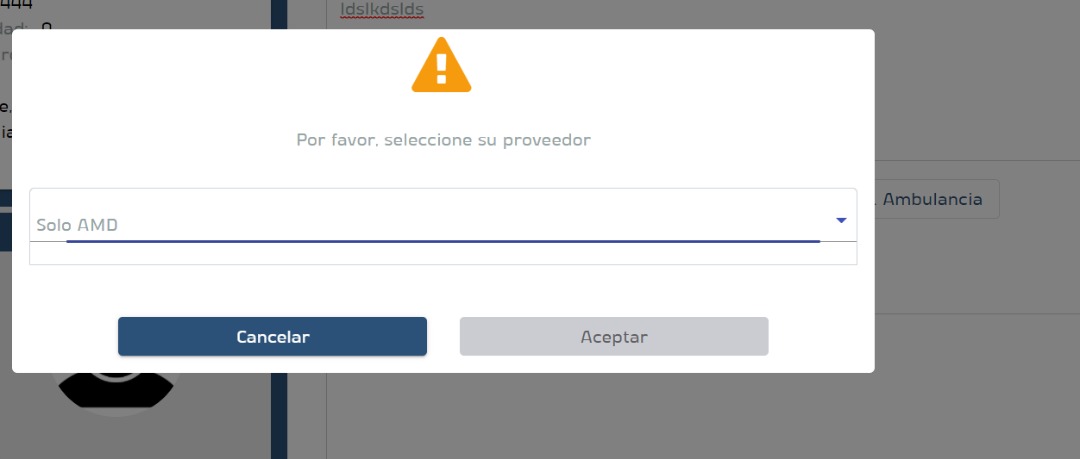 444
ldslkdslds
Por favor, seleccione su proveedor
Solo AMD
Ambulancia
Cancelar
Aceptar